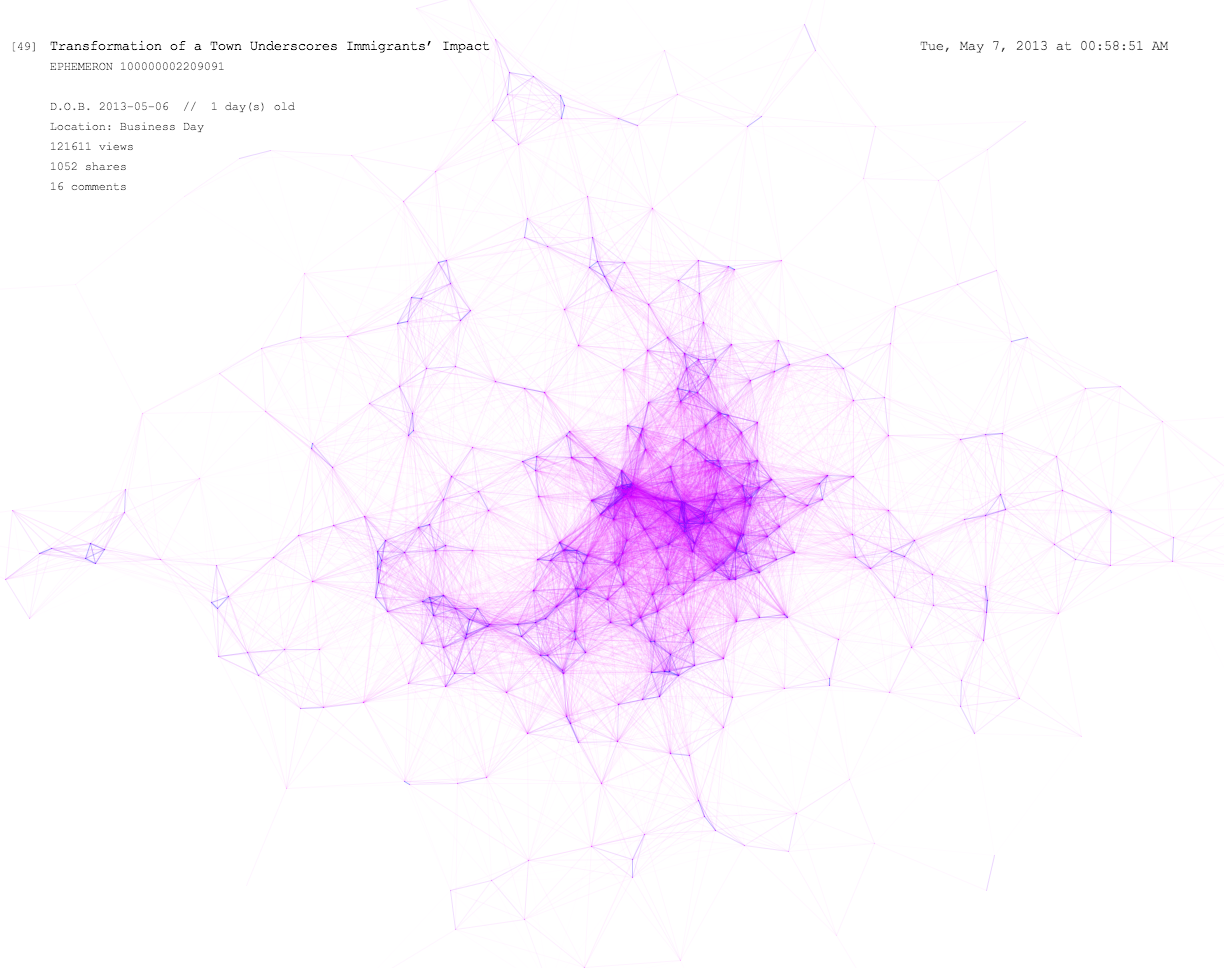 [49] Transformation of a Town Underscores Immigrants’ Impact
Tue, May 7, 2013 at 00:58:51 AM
EPHEMERON 100000002209091
D.O.B. 2013-05-06 // 1 day(s) old
Location: Business Day
121611 views
1052 shares
16 comments